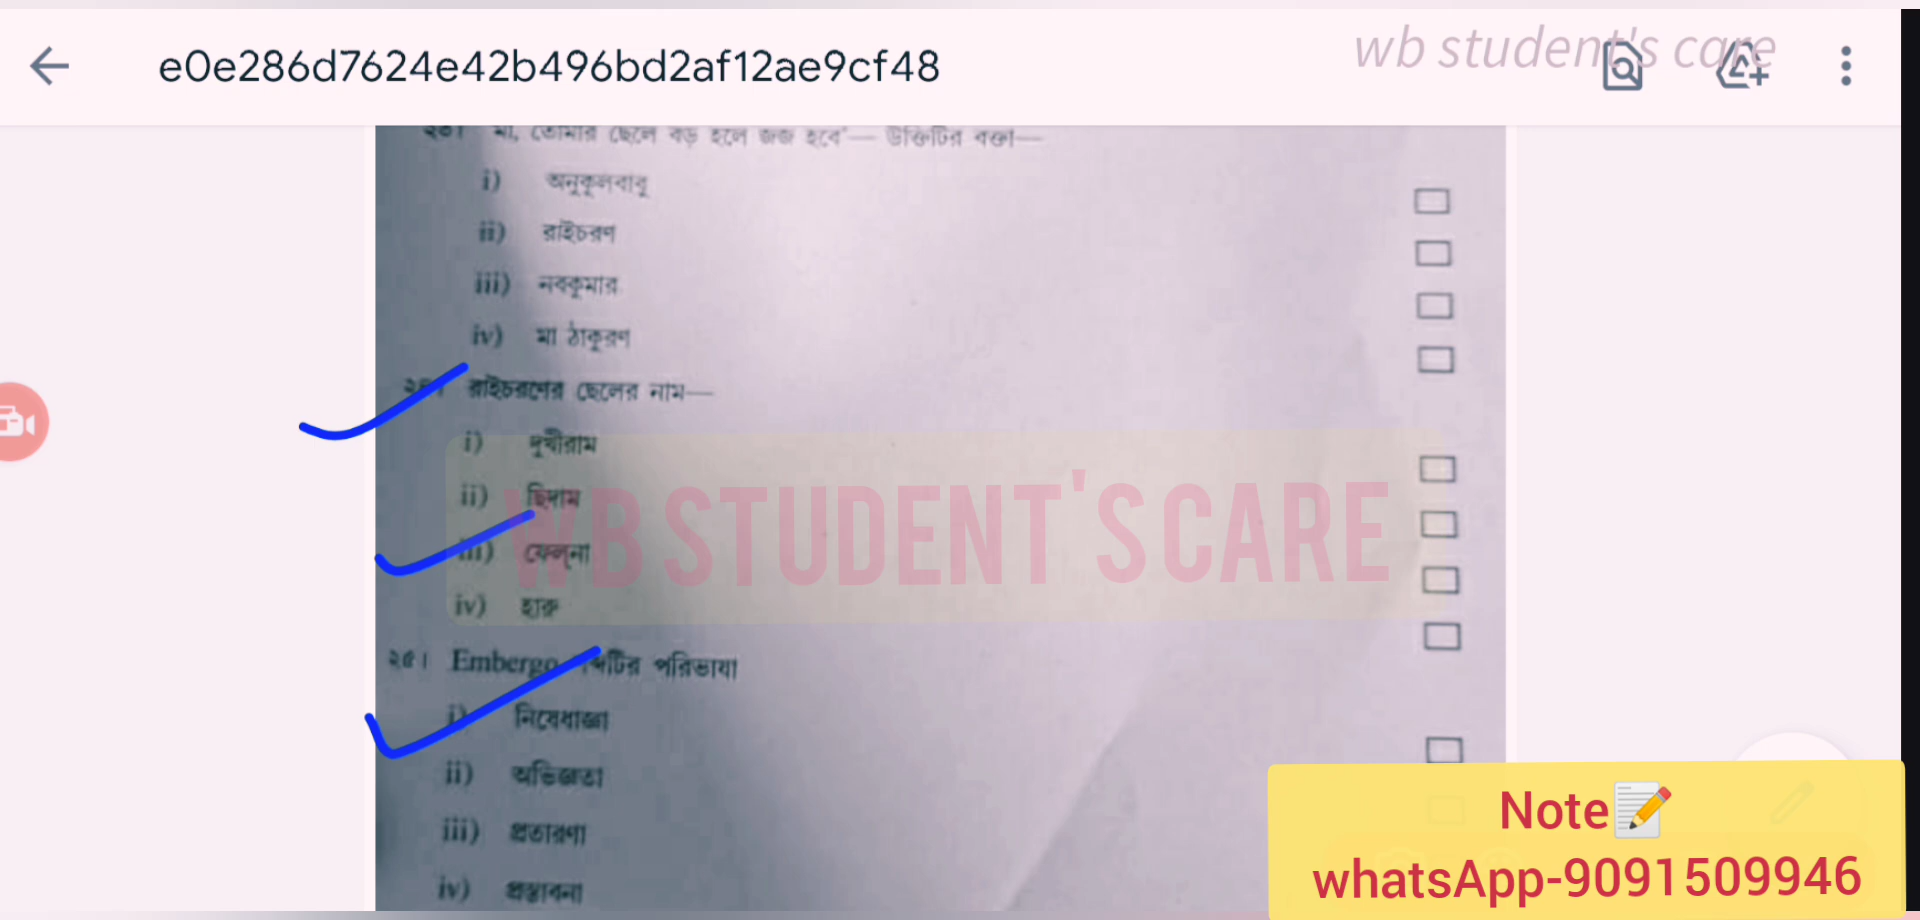 e0e286d7624e42b496bd2af12ae9cf48
wb student's care
২৩। মা, তোমার ছেলে বড় হলে জজ হবে'— উক্তিটির বক্তা—
i) অনুকূলবাবু
ii) রাইচরণ
iii) নবকুমার
iv) মা ঠাকুরণ
২৪। রাইচরণের ছেলের নাম—
i) দুখীরাম
ii) ছিদাম
iii) ফেল্‌না
iv) হারু
WB STUDENT'S CARE
২৫। Embergo শব্দটির পরিভাষা
i) নিষেধাজ্ঞা
ii) অভিজ্ঞতা
iii) প্রতারণা
iv) প্রস্তাবনা
Note
whatsApp-9091509946